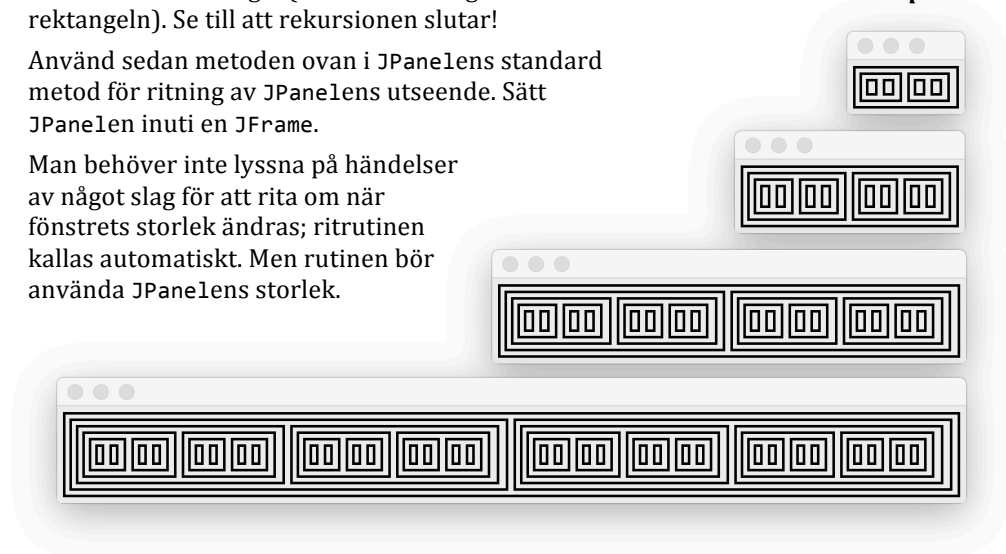 rektangeln). Se till att rekursionen slutar!
Använd sedan metoden ovan i JPanelens standard
metod för ritning av JPanelens utseende. Sätt
JPanelen inuti en JFrame.
Man behöver inte lyssna på händelser
av något slag för att rita om när
fönstrets storlek ändras; ritrutinen
kallas automatiskt. Men rutinen bör
använda JPanelens storlek.